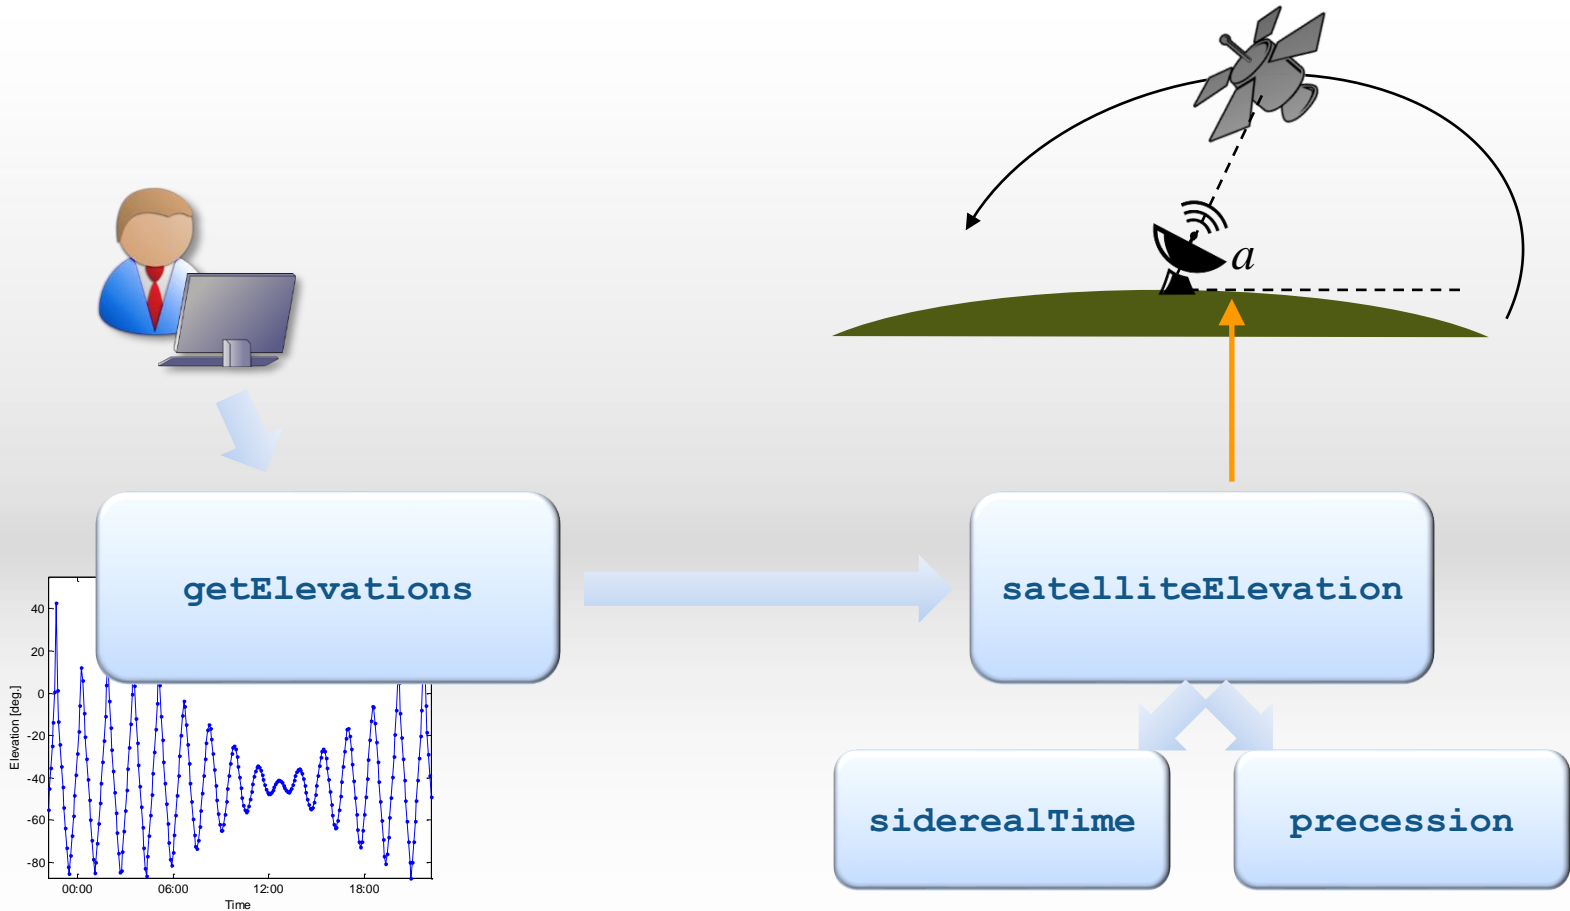 a
getElevations
satelliteElevation
siderealTime
precession
Elevation [deg.]
40
20
0
-20
-40
-60
-80
00:00
06:00
12:00
18:00
Time